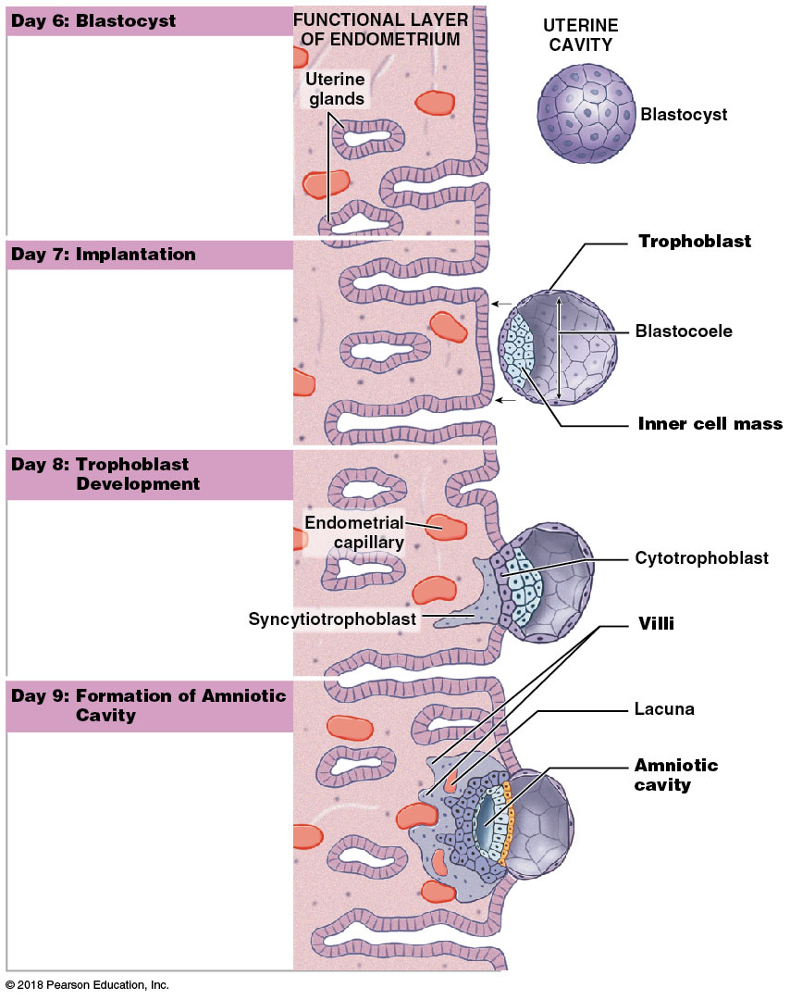 Day 6: Blastocyst
FUNCTIONAL LAYER
OF ENDOMETRIUM
UTERINE
CAVITY
Uterine
glands
Blastocyst
Day 7: Implantation
Trophoblast
Blastocoele
Inner cell mass
Day 8: Trophoblast
Development
Endometrial
capillary
Cytotrophoblast
Syncytiotrophoblast
Villi
Day 9: Formation of Amniotic
Cavity
Lacuna
Amniotic
cavity
© 2018 Pearson Education, Inc.